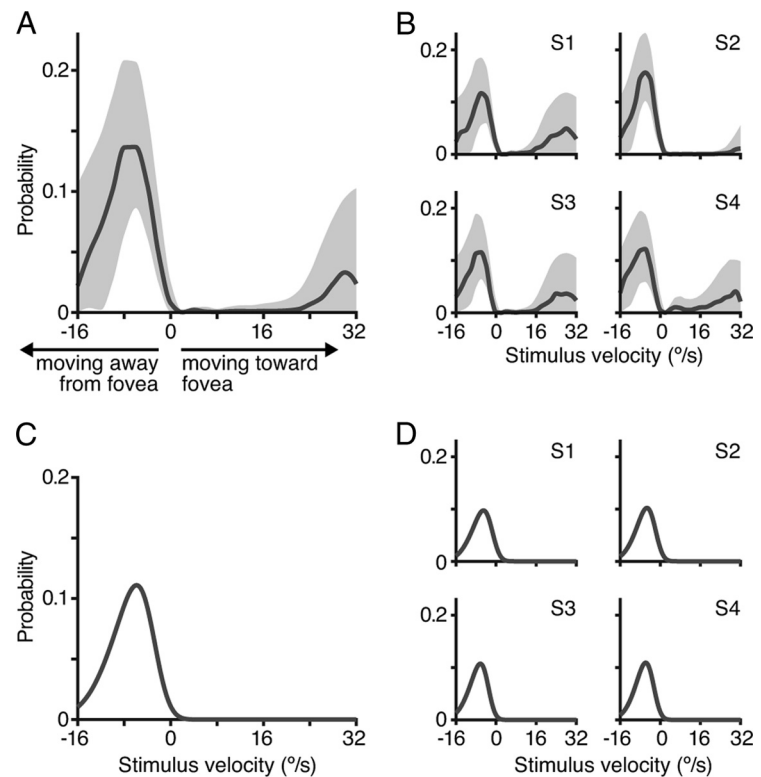 A
0.2
Probability
0.1
0
-16 0 16 32
moving away
from fovea
moving toward
fovea
B
S1
S2
0.2
0
S3
S4
0.2
0
-16 0 16 32
-16 0 16 32
Stimulus velocity (º/s)
C
0.2
Probability
0.1
0
-16 0 16 32
Stimulus velocity (º/s)
D
S1
S2
0.2
0
S3
S4
0.2
0
-16 0 16 32
-16 0 16 32
Stimulus velocity (º/s)